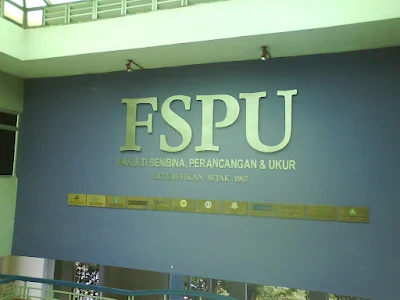 FSPU
FAKULTI SENIBINA, PERANCANGAN & UKUR
DITUBUHKAN SEJAK 1967